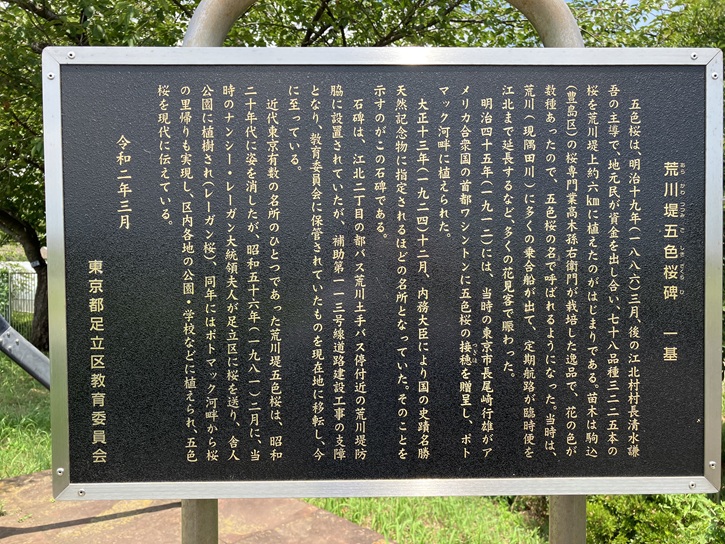 荒川堤五色桜碑　一基
あらかわつつみごしきざくらひ
五色桜は、明治十九年（一八八六）三月、後の江北村村長清水謙
吾の主導で、地元民が資金を出し合い、七十八品種三二二五本の
桜を荒川堤上約六kmに植えたのがはじまりである。苗木は駒込
（豊島区）の桜専門業高木孫右衛門が栽培した逸品で、花の色が
数種あったので、五色桜の名で呼ばれるようになった。当時は、
荒川（現隅田川）に多くの乗合船が出て、定期航路が臨時便を
江北まで延長するなど、多くの花見客で賑わった。
明治四十五年（一九一二）には、当時の東京市長尾崎行雄がア
メリカ合衆国の首都ワシントンに五色桜の接穂を贈呈し、ポト
マック河畔に植えられた。
大正十三年（一九二四）十二月、内務大臣により国の史蹟名勝
天然記念物に指定されるほどの名所となっていた。そのことを
示すのがこの石碑である。
石碑は、江北二丁目の都バス荒川土手バス停付近の荒川堤防
脇に設置されていたが、補助第一一三号線道路建設工事の支障
となり、教育委員会に保管されていたものを現在地に移転し、今
に至っている。
近代東京有数の名所のひとつであった荒川堤五色桜は、昭和
二十年代に姿を消したが、昭和五十六年（一九八一）二月に、当
時のナンシー・レーガン大統領夫人が足立区に桜を送り、舎人
公園に植樹され（レーガン桜）、同年にはポトマック河畔から桜
の里帰りも実現し、区内各地の公園・学校などに植えられ、五色
桜を現代に伝えている。
令和二年三月
東京都足立区教育委員会